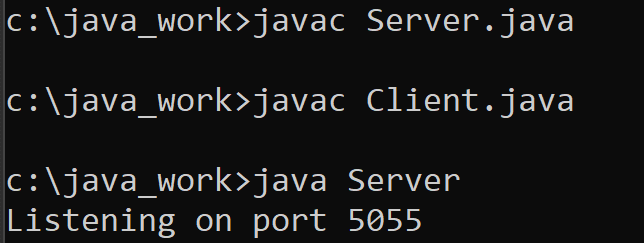 c:\java_work>javac Server.java
c:\java_work>javac Client.java
c:\java_work>java Server
Listening on port 5055